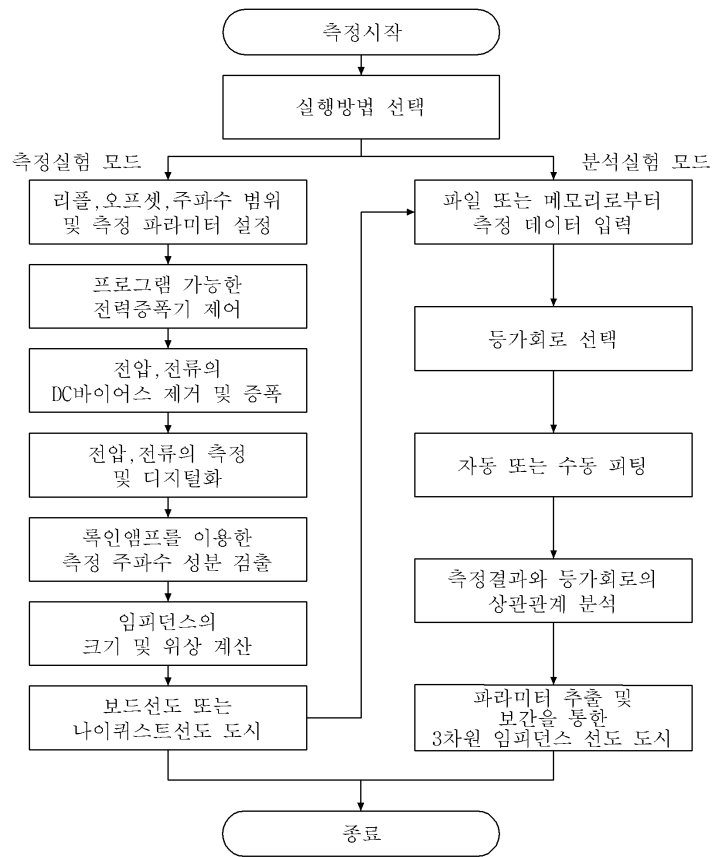 측정시작
실행방법 선택
측정실험 모드
분석실험 모드
리플,오프셋,주파수 범위
및 측정 파라미터 설정
프로그램 가능한
전력증폭기 제어
전압,전류의
DC바이어스 제거 및 증폭
전압,전류의 측정
및 디지털화
록인앰프를 이용한
측정 주파수 성분 검출
임피던스의
크기 및 위상 계산
보드선도 또는
나이퀴스트선도 도시
파일 또는 메모리로부터
측정 데이터 입력
등가회로 선택
자동 또는 수동 피팅
측정결과와 등가회로의
상관관계 분석
파라미터 추출 및
보간을 통한
3차원 임피던스 선도 도시
종료